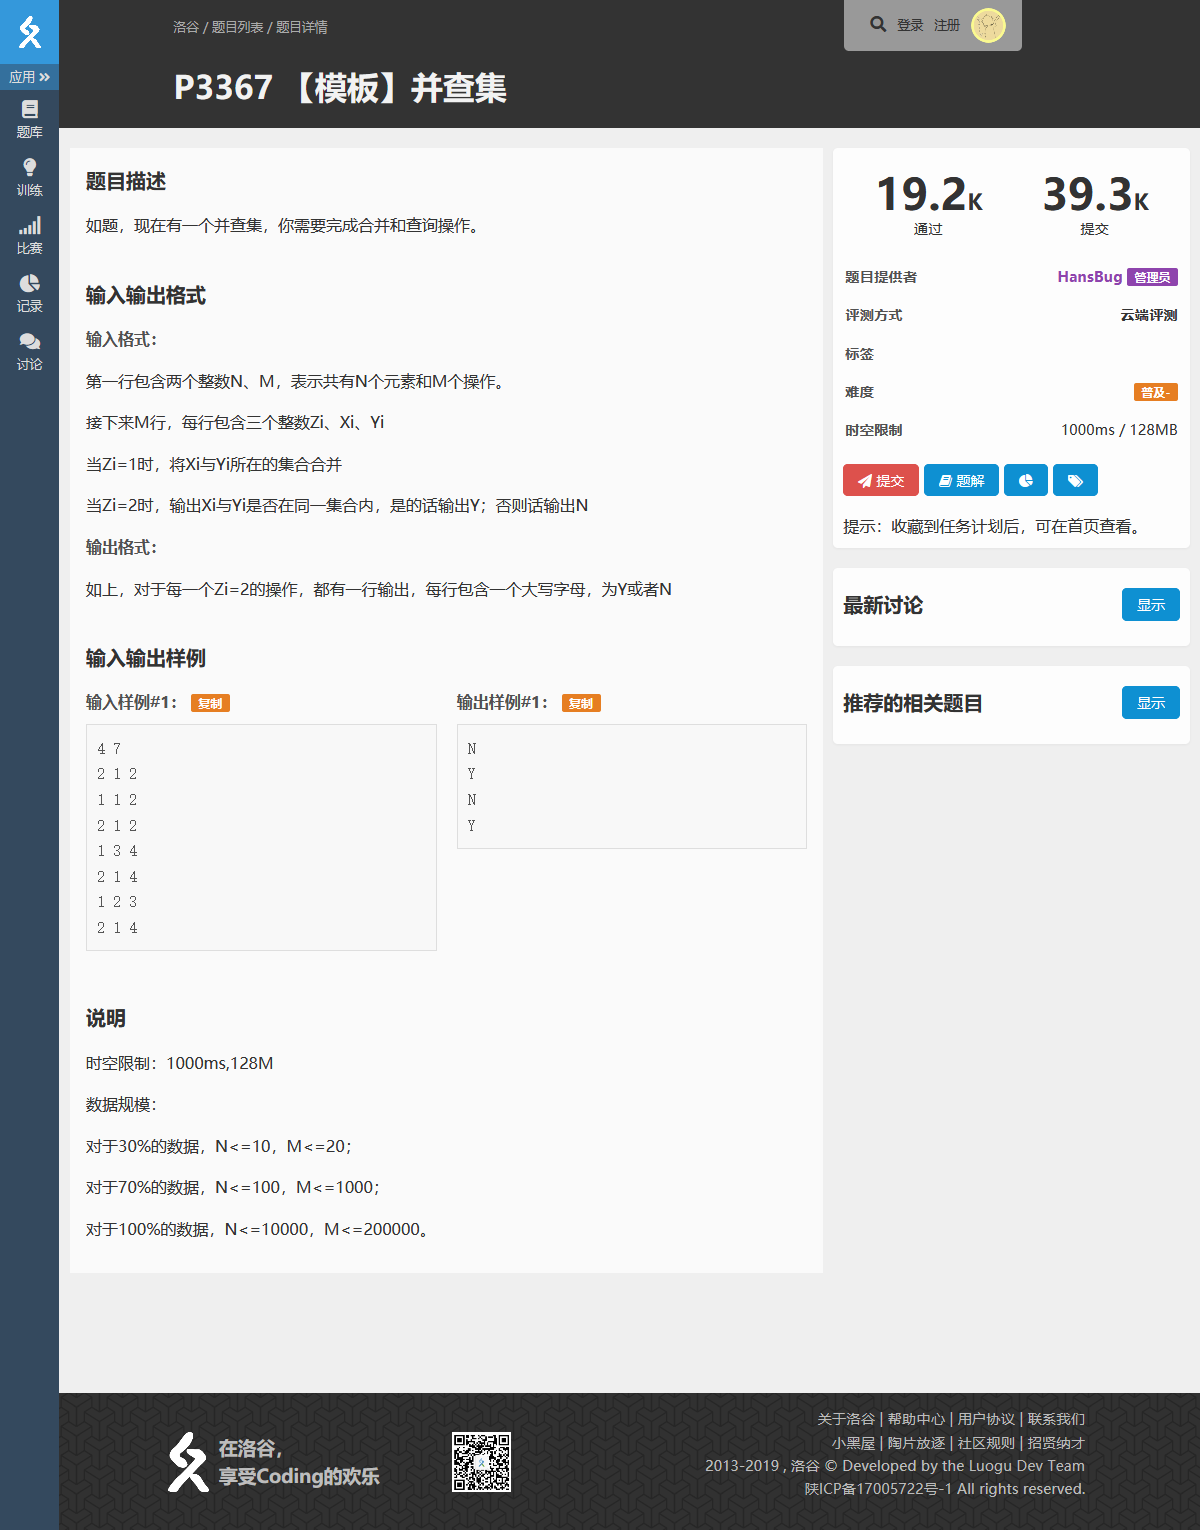 洛谷 / 题目列表 / 题目详情
登录 注册
P3367 【模板】并查集
应用
题库
训练
比赛
记录
讨论
题目描述
如题，现在有一个并查集，你需要完成合并和查询操作。
输入输出格式
输入格式：
第一行包含两个整数N、M，表示共有N个元素和M个操作。
接下来M行，每行包含三个整数Zi、Xi、Yi
当Zi=1时，将Xi与Yi所在的集合合并
当Zi=2时，输出Xi与Yi是否在同一集合内，是的话输出Y；否则话输出N
输出格式：
如上，对于每一个Zi=2的操作，都有一行输出，每行包含一个大写字母，为Y或者N
输入输出样例
输入样例#1： 复制
4 7
2 1 2
1 1 2
2 1 2
1 3 4
2 1 4
1 2 3
2 1 4
输出样例#1： 复制
N
Y
N
Y
说明
时空限制：1000ms,128M
数据规模：
对于30%的数据，N<=10，M<=20；
对于70%的数据，N<=100，M<=1000；
对于100%的数据，N<=10000，M<=200000。
19.2K 39.3K
通过 提交
题目提供者 HansBug 管理员
评测方式 云端评测
标签
难度 普及-
时空限制 1000ms / 128MB
提交 题解
提示：收藏到任务计划后，可在首页查看。
最新讨论 显示
推荐的相关题目 显示
在洛谷，
享受Coding的欢乐
关于洛谷 | 帮助中心 | 用户协议 | 联系我们
小黑屋 | 陶片放逐 | 社区规则 | 招贤纳才
2013-2019 , 洛谷 © Developed by the Luogu Dev Team
陕ICP备17005722号-1 All rights reserved.